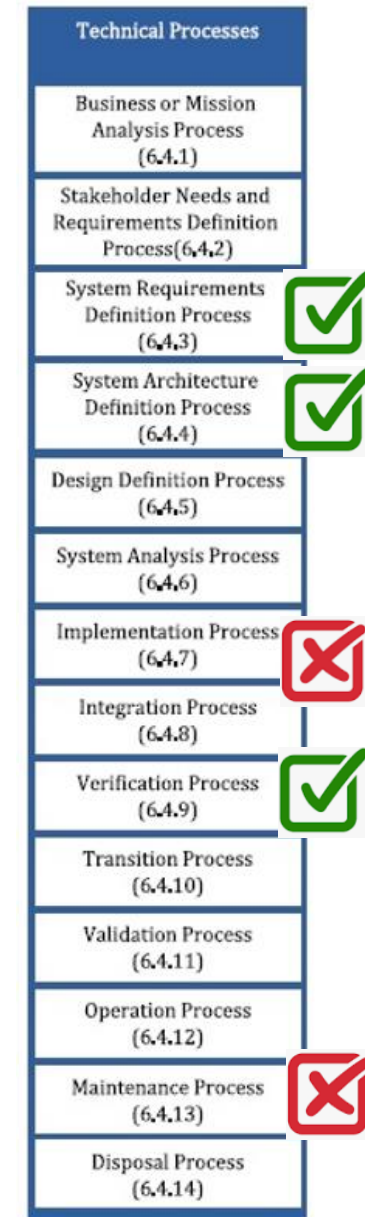 Technical Processes
Business or Mission
Analysis Process
(6.4.1)
Stakeholder Needs and
Requirements Definition
Process(6.4.2)
System Requirements
Definition Process
(6.4.3)
System Architecture
Definition Process
(6.4.4)
Design Definition Process
(6.4.5)
System Analysis Process
(6.4.6)
Implementation Process
(6.4.7)
Integration Process
(6.4.8)
Verification Process
(6.4.9)
Transition Process
(6.4.10)
Validation Process
(6.4.11)
Operation Process
(6.4.12)
Maintenance Process
(6.4.13)
Disposal Process
(6.4.14)